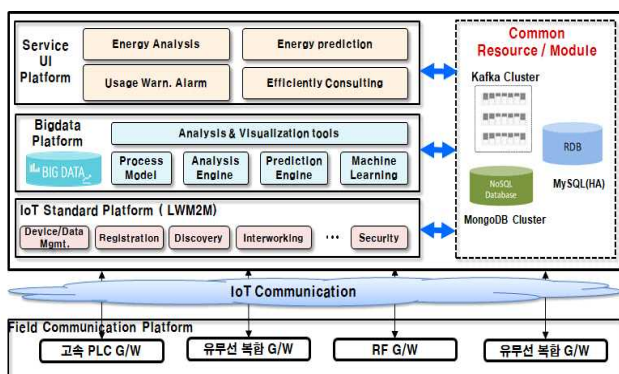 Service
UI
Platform
Energy Analysis
Energy prediction
Usage Warn. Alarm
Efficiently Consulting
Bigdata
Platform
BIG DATA
Analysis & Visualization tools
Process
Model
Analysis
Engine
Prediction
Engine
Machine
Learning
IoT Standard Platform ( LWM2M )
Device/Data
Mgmt.
Registration
Discovery
Interworking
···
Security
Common
Resource / Module
Kafka Cluster
RDB
NoSQL
Database
MySQL(HA)
MongoDB Cluster
IoT Communication
Field Communication Platform
고속 PLC G/W
유무선 복합 G/W
RF G/W
유무선 복합 G/W